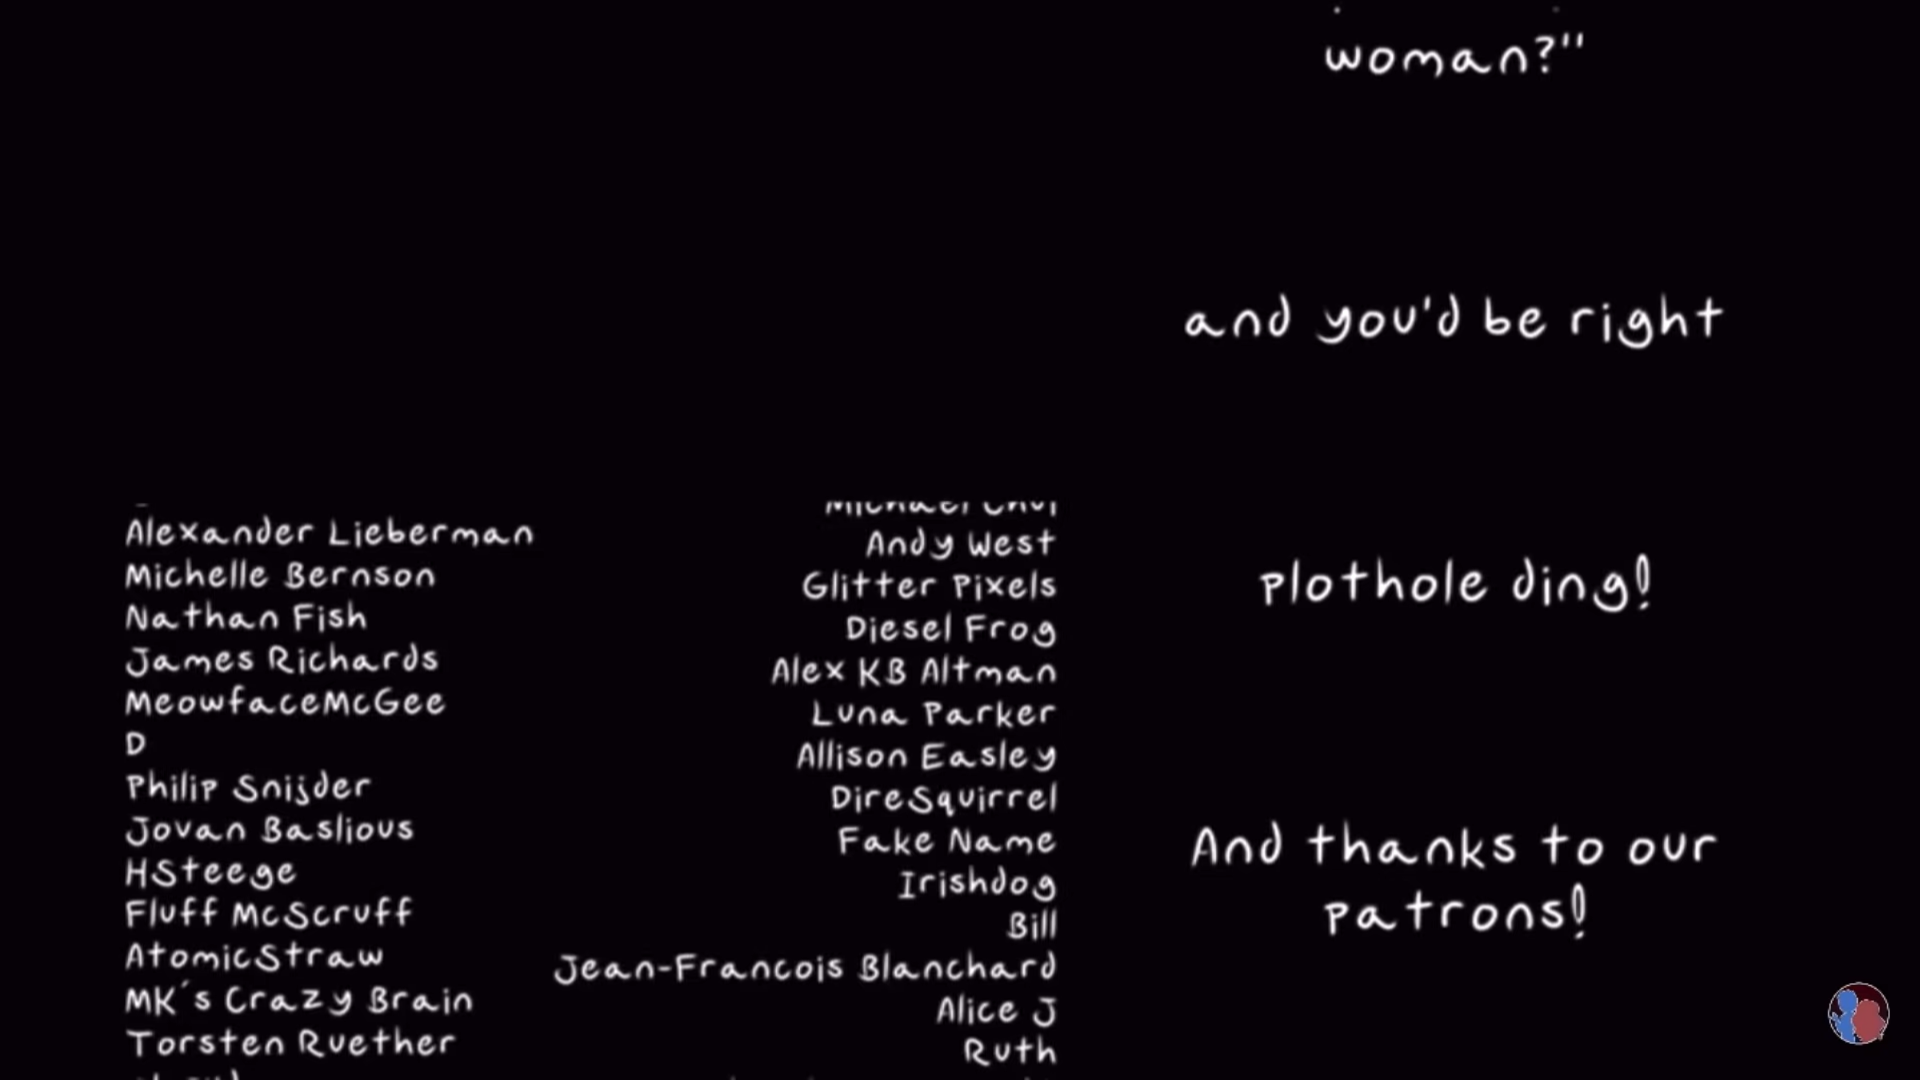 woman?"
and you'd be right
plothole ding!
And thanks to our
patrons!
Alexander Lieberman
Michelle Bernson
Nathan Fish
James Richards
MeowfaceMcGee
D
Philip Snijder
Jovan Baslious
HSteege
Fluff McScruff
AtomicStraw
MK´s Crazy Brain
Torsten Ruether
Andy West
Glitter Pixels
Diesel Frog
Alex KB Altman
Luna Parker
Allison Easley
DireSquirrel
Fake Name
Irishdog
Bill
Jean-Francois Blanchard
Alice J
Ruth